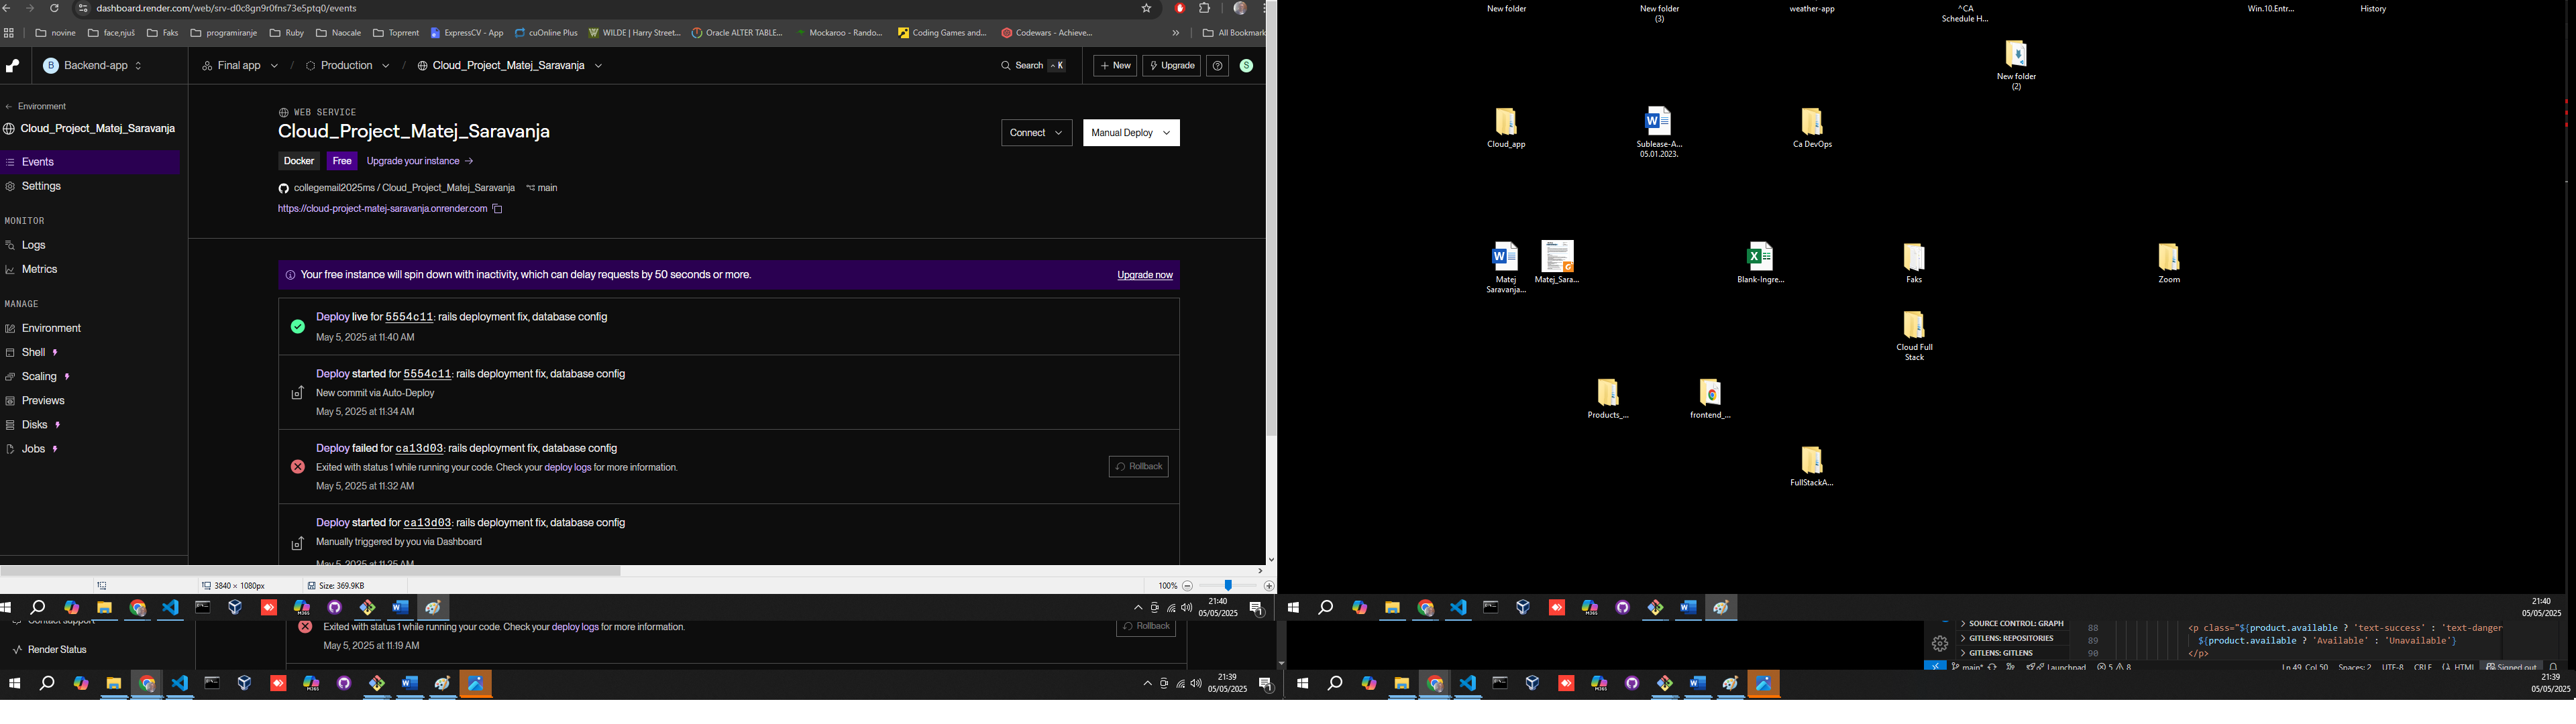 dashboard.render.com/web/srv-d0c8gn9r0fns73e5ptq0/events
novine
face,njuš
Faks
programiranje
Ruby
Naocale
Toprrent
ExpressCV - App
cuOnline Plus
WILDE | Harry Street...
Oracle ALTER TABLE...
Mockaroo - Rando...
Coding Games and...
Codewars - Achieve...
»
All Bookmark
B Backend-app
Final app / Production / Cloud_Project_Matej_Saravanja
Search ^ K
+ New
Upgrade
S
← Environment
Cloud_Project_Matej_Saravanja
Events
Settings
MONITOR
Logs
Metrics
MANAGE
Environment
Shell
Scaling
Previews
Disks
Jobs
WEB SERVICE
Cloud_Project_Matej_Saravanja
Connect
Manual Deploy
Docker Free Upgrade your instance →
collegemail2025ms / Cloud_Project_Matej_Saravanja main
https://cloud-project-matej-saravanja.onrender.com
Your free instance will spin down with inactivity, which can delay requests by 50 seconds or more.
Upgrade now
Deploy live for 5554c11: rails deployment fix, database config
May 5, 2025 at 11:40 AM
Deploy started for 5554c11: rails deployment fix, database config
New commit via Auto-Deploy
May 5, 2025 at 11:34 AM
Deploy failed for ca13d03: rails deployment fix, database config
Exited with status 1 while running your code. Check your deploy logs for more information.
Rollback
May 5, 2025 at 11:32 AM
Deploy started for ca13d03: rails deployment fix, database config
Manually triggered by you via Dashboard
May 5, 2025 at 11:25 AM
3840 × 1080px
Size: 369.9KB
100%
21:40
05/05/2025
Contact support
Render Status
Exited with status 1 while running your code. Check your deploy logs for more information.
Rollback
May 5, 2025 at 11:19 AM
21:39
05/05/2025
New folder
New folder
(3)
weather-app
^CA
Schedule H...
Win.10.Entr...
History
New folder
(2)
Cloud_app
Sublease-A...
05.01.2023.
Ca DevOps
Matej
Saravanja...
Matej_Sara...
Blank-Ingre...
Faks
Zoom
Cloud Full
Stack
Products_...
frontend_...
FullStackA...
21:40
05/05/2025
SOURCE CONTROL: GRAPH
GITLENS: REPOSITORIES
GITLENS: GITLENS
88 <p class="${product.available ? 'text-success' : 'text-danger
89 ${product.available ? 'Available' : 'Unavailable'}
90 </p>
main* Launchpad 5 8
Ln 49, Col 50 Spaces: 2 UTF-8 CRLF HTML Signed out
21:39
05/05/2025